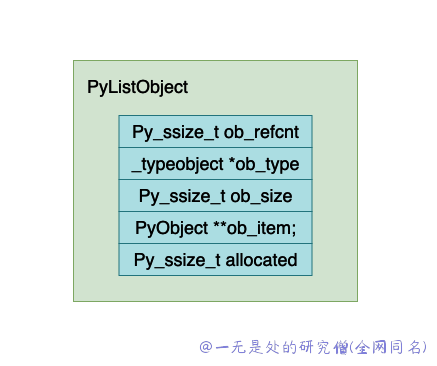 PyListObject
Py_ssize_t ob_refcnt
_typeobject *ob_type
Py_ssize_t ob_size
PyObject **ob_item;
Py_ssize_t allocated
@一无是处的研究僧(全网同名)